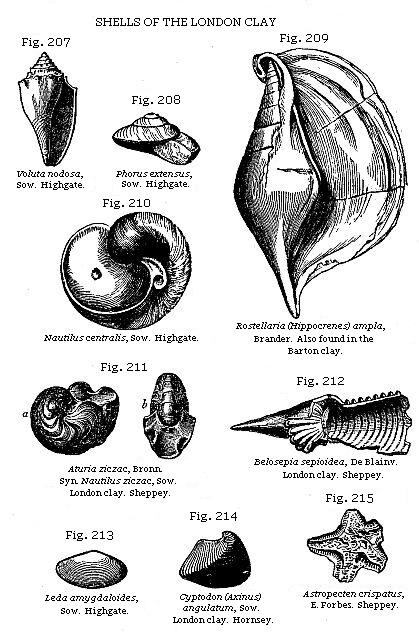 SHELLS OF THE LONDON CLAY
Fig. 207
Voluta nodosa,
Sow. Highgate.
Fig. 208
Phorus extensus,
Sow. Highgate.
Fig. 209
Rostellaria (Hippocrenes) ampla,
Brander. Also found in the
Barton clay.
Fig. 210
Nautilus centralis, Sow. Highgate.
Fig. 211
a
b
Aturia ziczac, Bronn.
Syn. Nautilus ziczac, Sow.
London clay. Sheppey.
Fig. 212
Belosepia sepioidea, De Blainv.
London clay. Sheppey.
Fig. 213
Leda amygdaloides,
Sow. Highgate.
Fig. 214
Cyptodon (Axinus)
angulatum, Sow.
London clay. Hornsey.
Fig. 215
Astropecten crispatus,
E. Forbes. Sheppey.